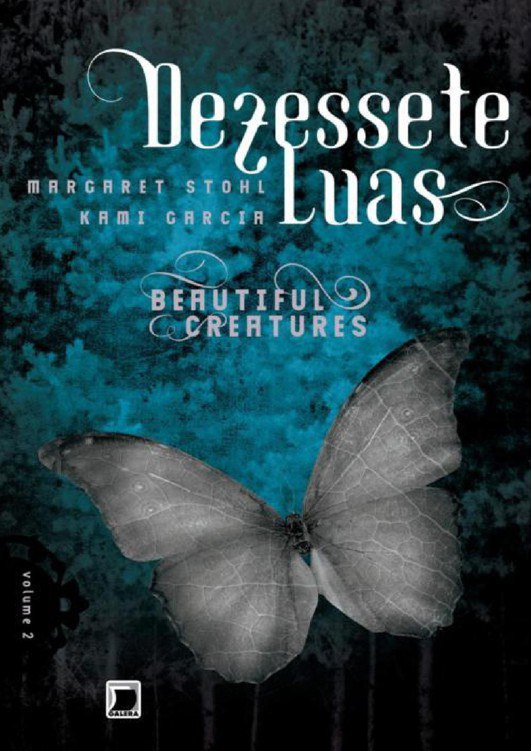 Dezessete
Luas
MARGARET STOHL
KAMI GARCIA
BEAUTIFUL
CREATURES
volume 2
GALERA